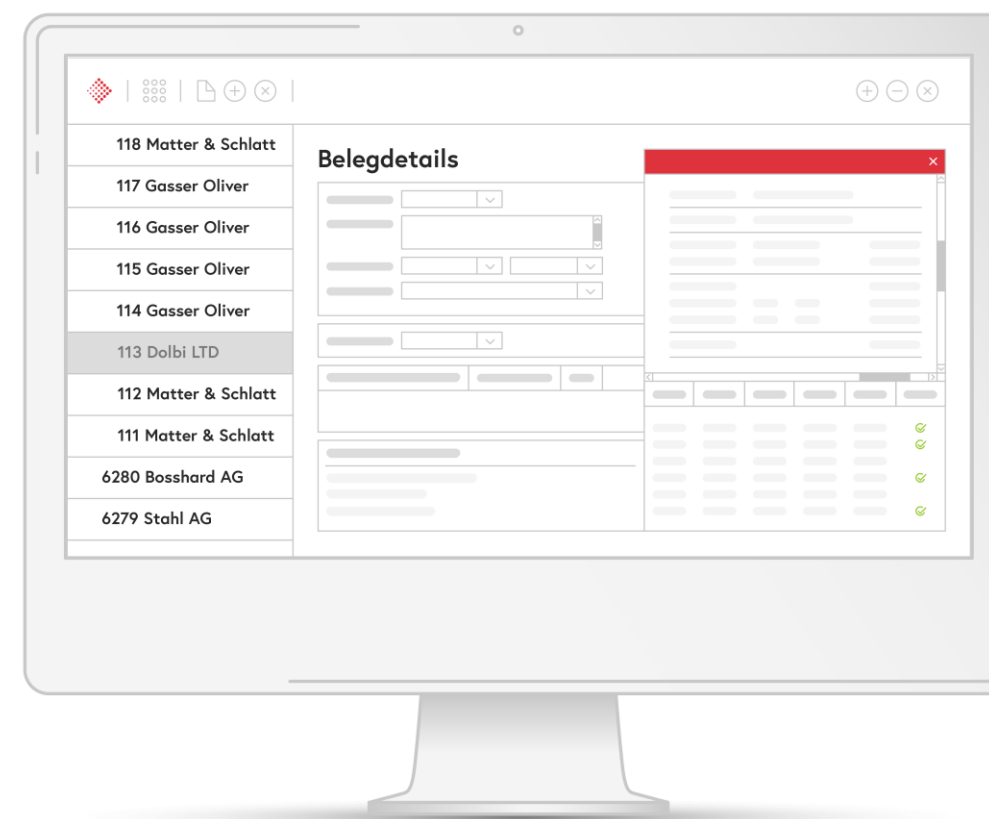 118 Matter & Schlatt
117 Gasser Oliver
116 Gasser Oliver
115 Gasser Oliver
114 Gasser Oliver
113 Dolbi LTD
112 Matter & Schlatt
111 Matter & Schlatt
6280 Bosshard AG
6279 Stahl AG
Belegdetails